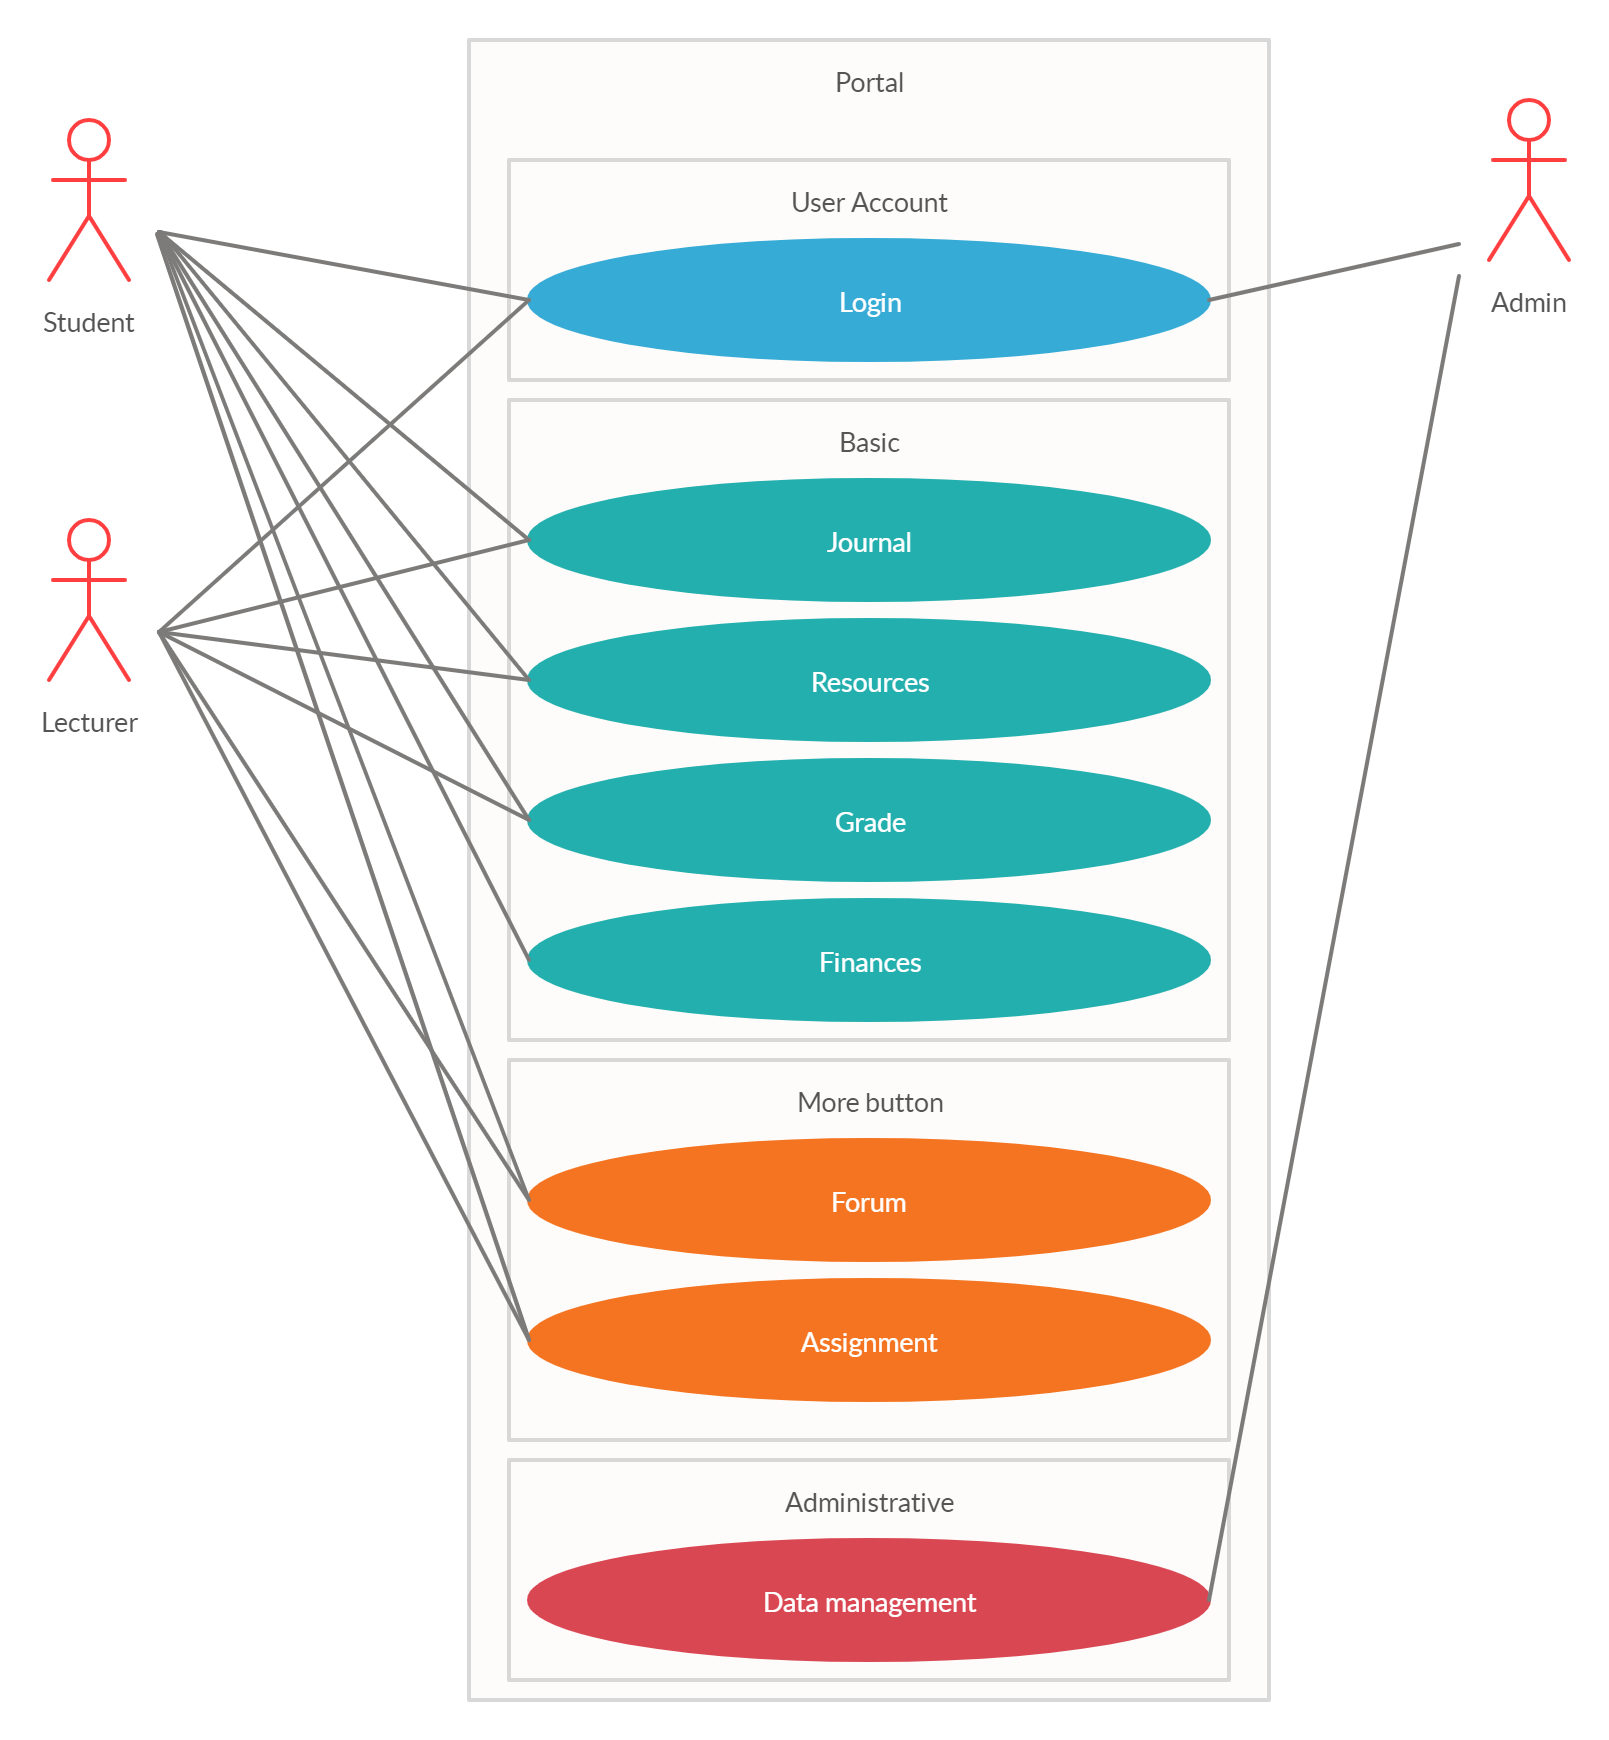 Portal
User Account
Login
Student
Admin
Basic
Journal
Resources
Lecturer
Grade
Finances
More button
Forum
Assignment
Administrative
Data management